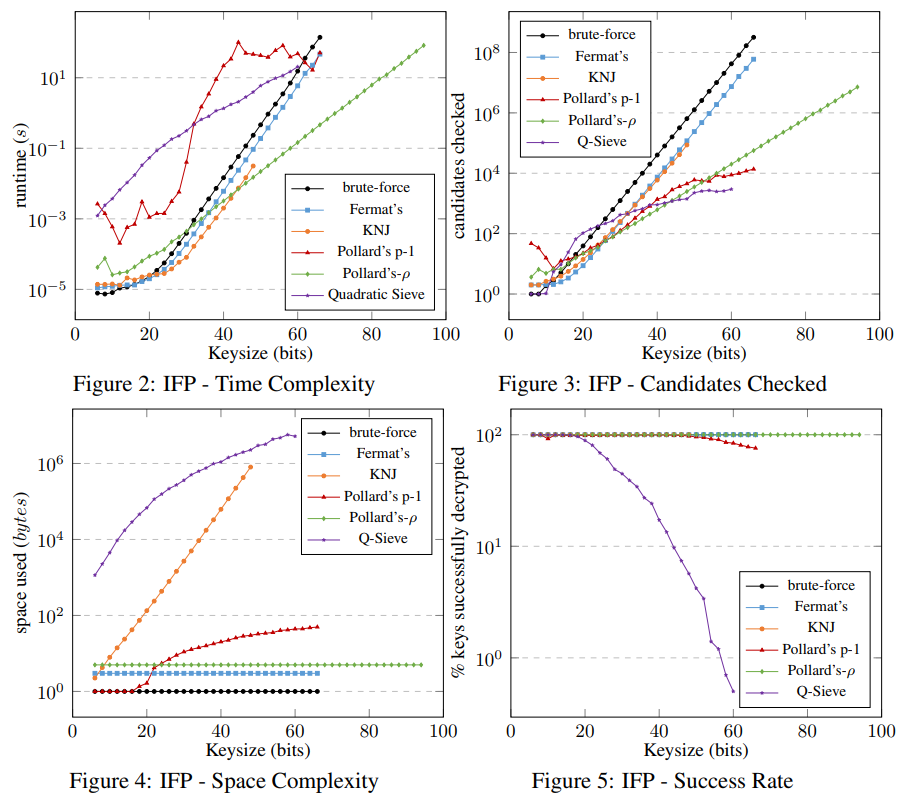 runtime (s)
10^1
10^−1
10^−3
10^−5
0 20 40 60 80 100
Keysize (bits)
brute-force
Fermat's
KNJ
Pollard's p-1
Pollard's-ρ
Quadratic Sieve
Figure 2: IFP - Time Complexity
candidates checked
10^8
10^6
10^4
10^2
10^0
0 20 40 60 80 100
Keysize (bits)
brute-force
Fermat's
KNJ
Pollard's p-1
Pollard's-ρ
Q-Sieve
Figure 3: IFP - Candidates Checked
space used (bytes)
10^6
10^4
10^2
10^0
0 20 40 60 80 100
Keysize (bits)
brute-force
Fermat's
KNJ
Pollard's p-1
Pollard's-ρ
Q-Sieve
Figure 4: IFP - Space Complexity
% keys successfully decrypted
10^2
10^1
10^0
0 20 40 60 80 100
Keysize (bits)
brute-force
Fermat's
KNJ
Pollard's p-1
Pollard's-ρ
Q-Sieve
Figure 5: IFP - Success Rate